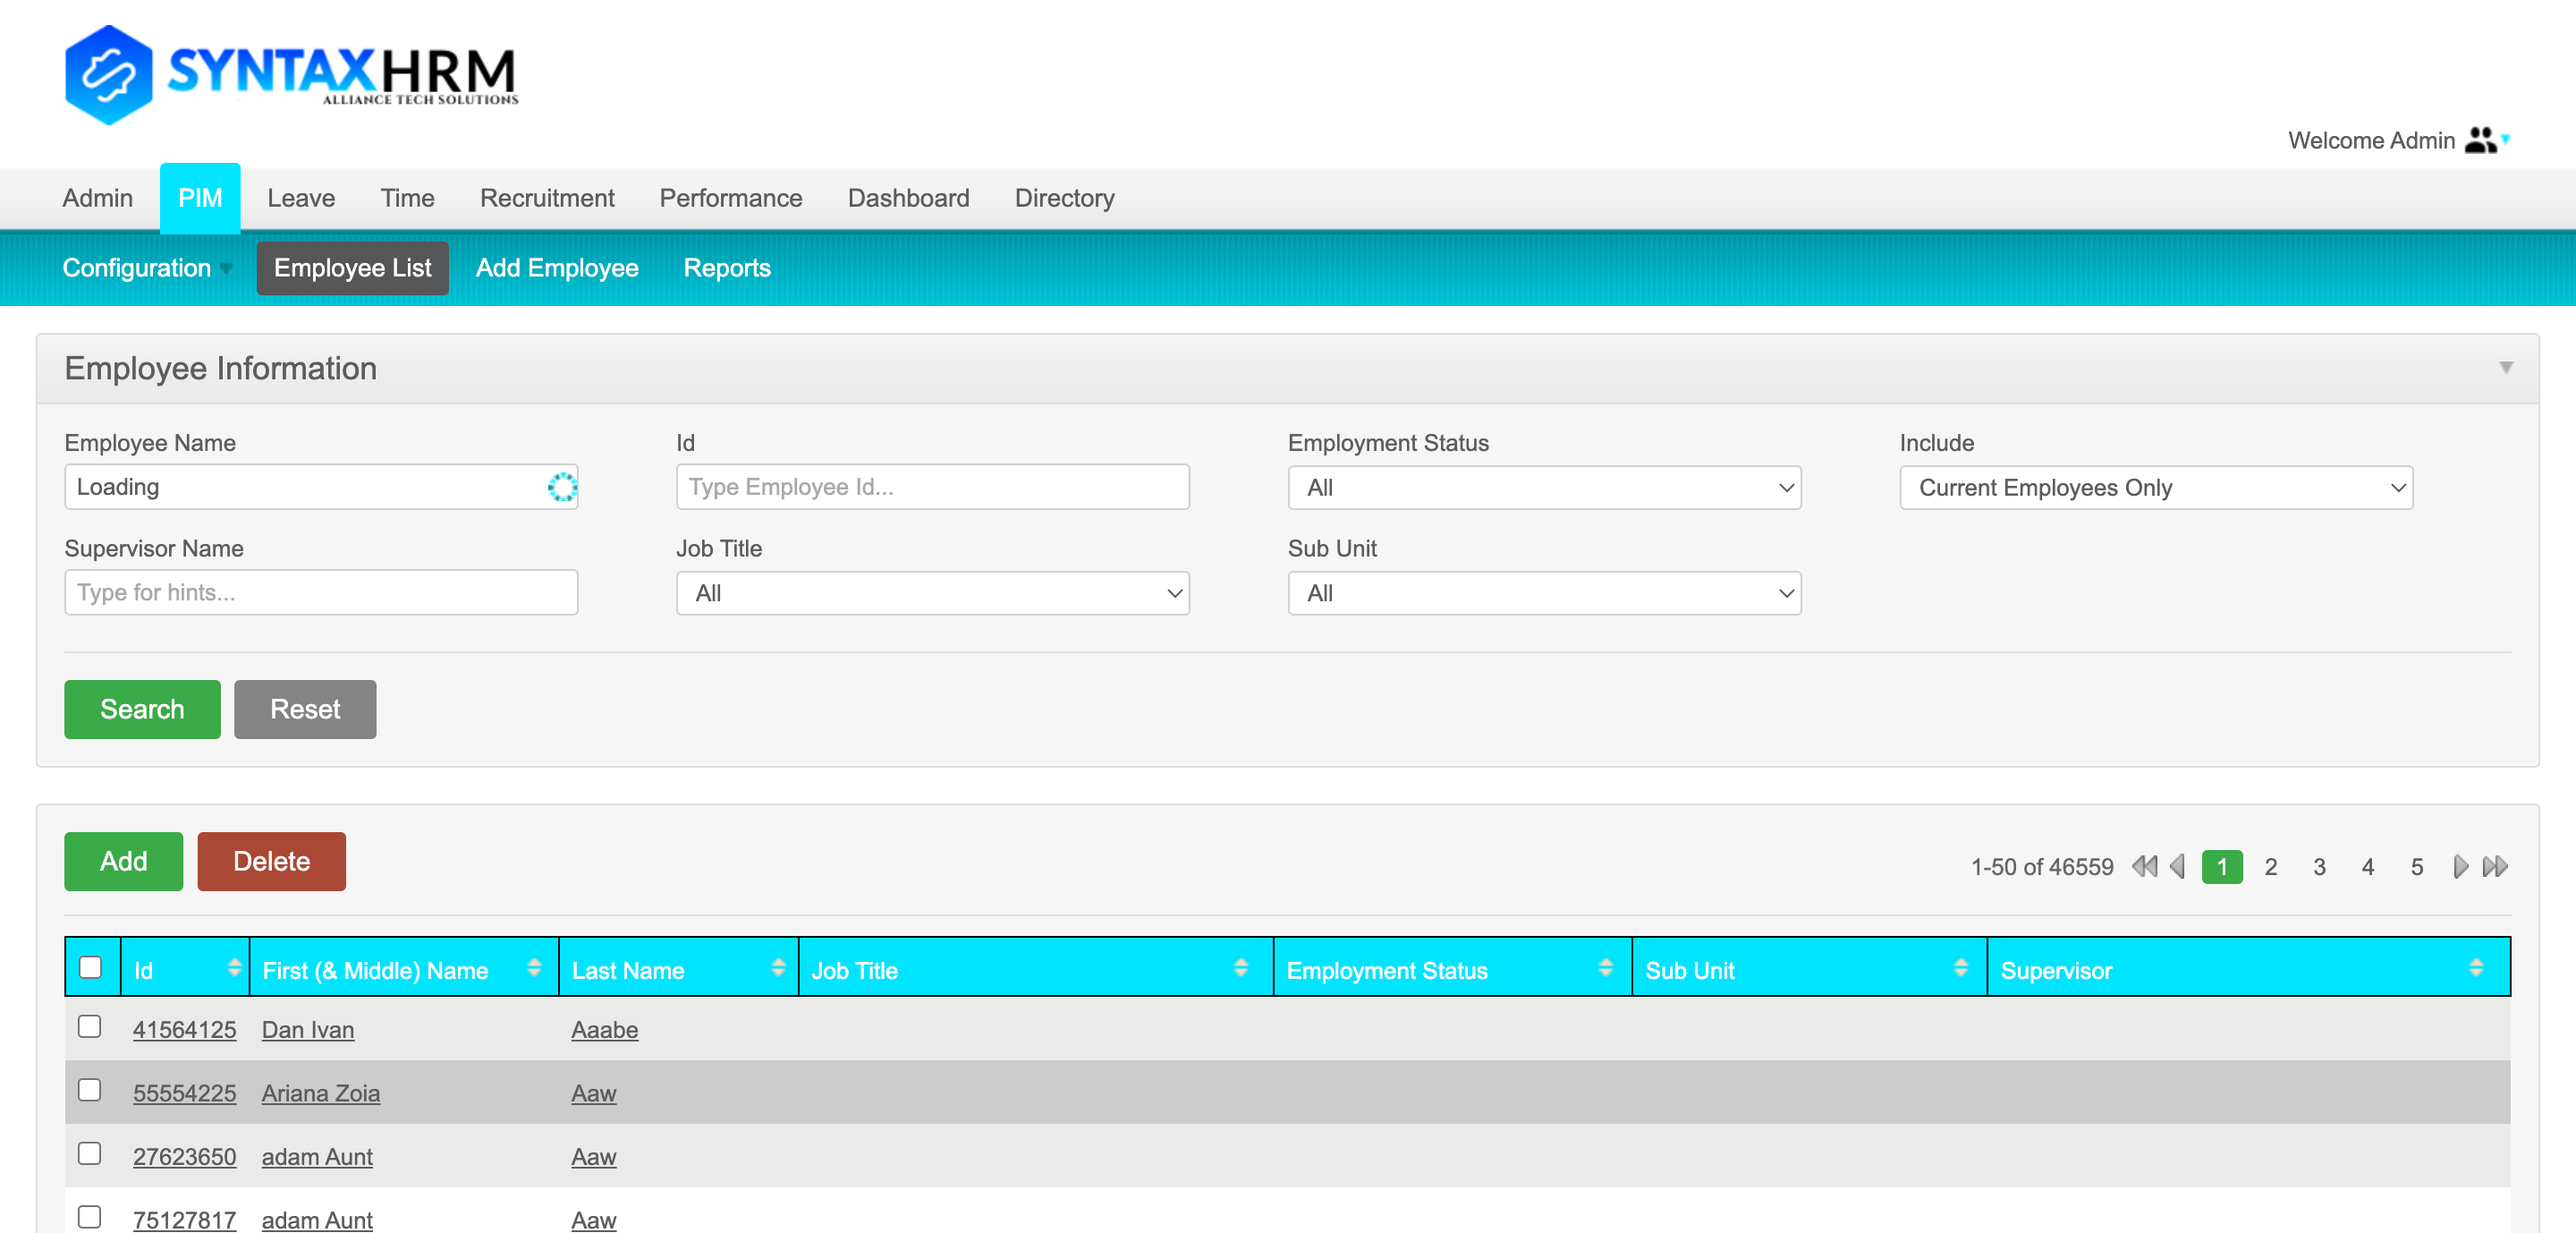 SYNTAXHRM
ALLIANCE TECH SOLUTIONS
Welcome Admin
Admin PIM Leave Time Recruitment Performance Dashboard Directory
Configuration Employee List Add Employee Reports
Employee Information
Employee Name Id Employment Status Include
Loading Type Employee Id... All Current Employees Only
Supervisor Name Job Title Sub Unit
Type for hints... All All
Search Reset
Add Delete 1-50 of 46559 1 2 3 4 5
Id First (& Middle) Name Last Name Job Title Employment Status Sub Unit Supervisor
41564125 Dan Ivan Aaabe
55554225 Ariana Zoia Aaw
27623650 adam Aunt Aaw
75127817 adam Aunt Aaw